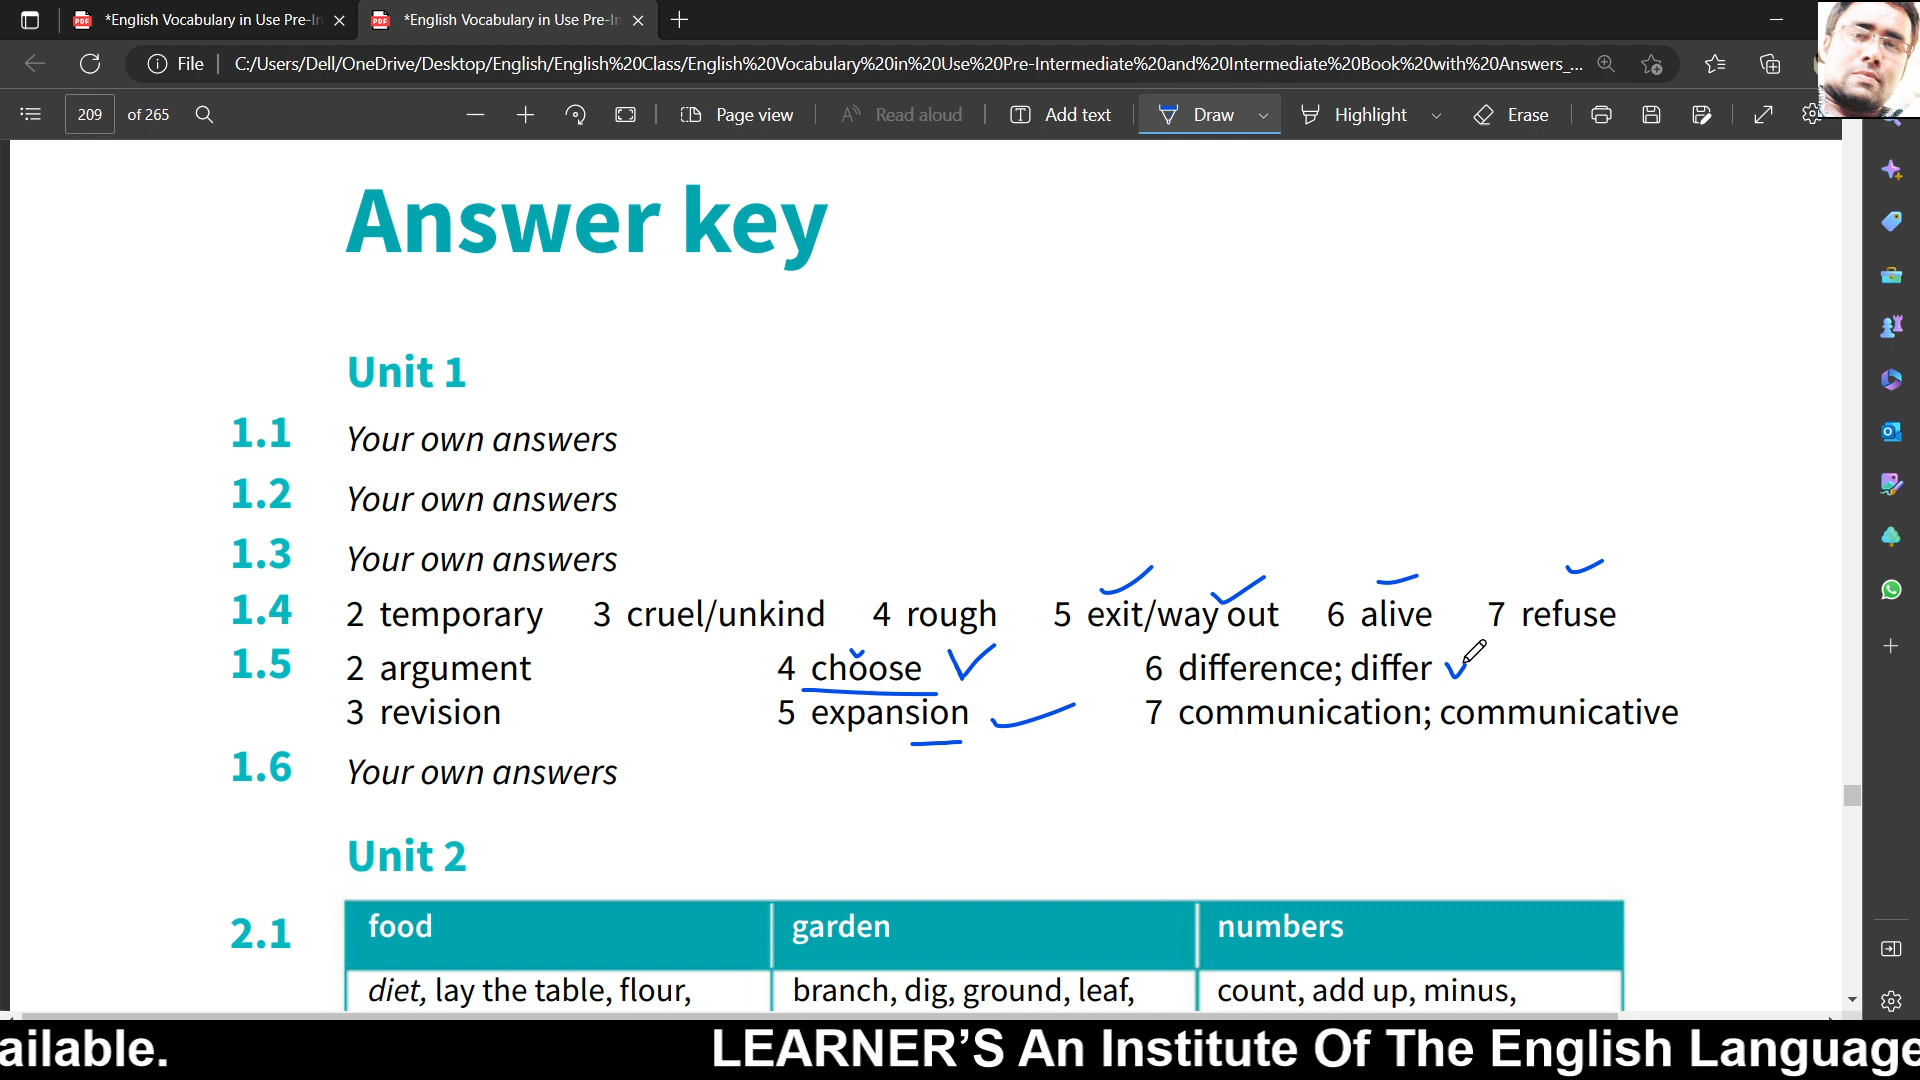 *English Vocabulary in Use Pre-In
*English Vocabulary in Use Pre-In
File C:/Users/Dell/OneDrive/Desktop/English/English%20Class/English%20Vocabulary%20in%20Use%20Pre-Intermediate%20and%20Intermediate%20Book%20with%20Answers_...
209 of 265 Page view Read aloud Add text Draw Highlight Erase
Answer key
Unit 1
1.1 Your own answers
1.2 Your own answers
1.3 Your own answers
1.4 2 temporary 3 cruel/unkind 4 rough 5 exit/way out 6 alive 7 refuse
1.5 2 argument 4 choose 6 difference; differ
3 revision 5 expansion 7 communication; communicative
1.6 Your own answers
Unit 2
2.1 food garden numbers
diet, lay the table, flour, branch, dig, ground, leaf, count, add up, minus,
ailable. LEARNER’S An Institute Of The English Language